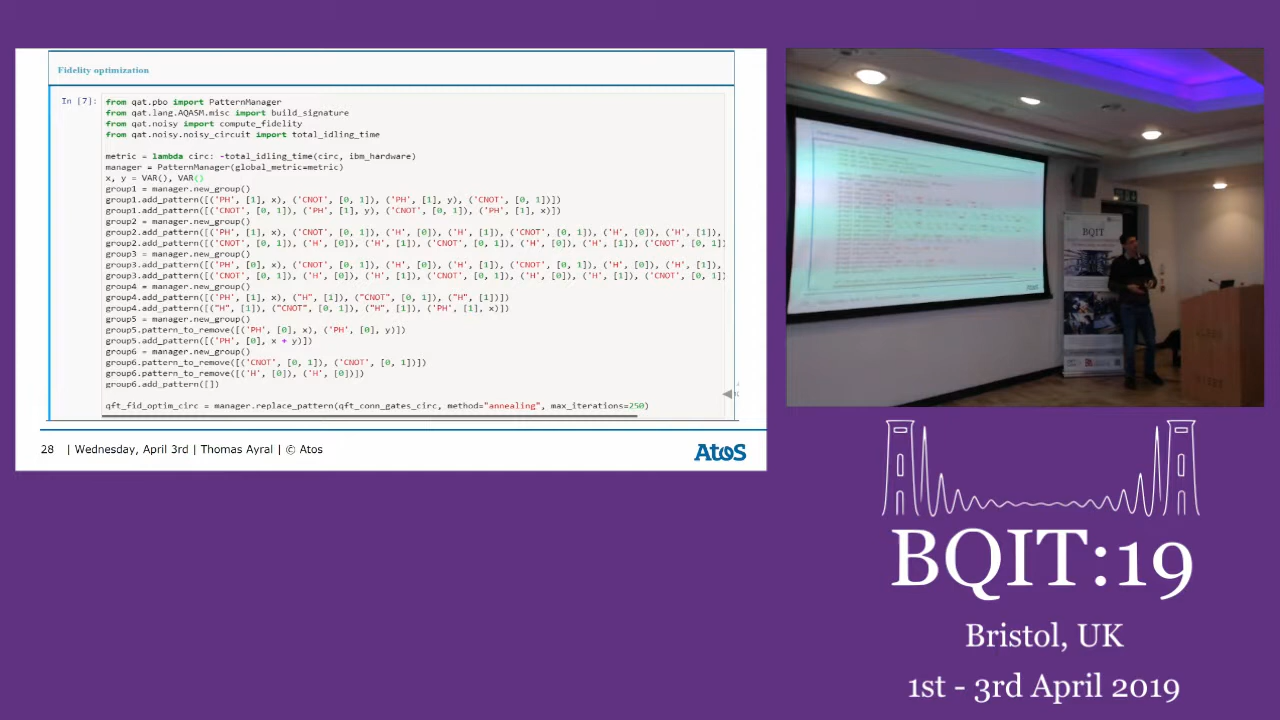 Fidelity optimization
In [7]:
from qat.pbo import PatternManager
from qat.lang.AQASM.misc import build_signature
from qat.noisy import compute_fidelity
from qat.noisy.noisy_circuit import total_idling_time
metric = lambda circ: -total_idling_time(circ, ibm_hardware)
manager = PatternManager(global_metric=metric)
x, y = VAR(), VAR()
group1 = manager.new_group()
group1.add_pattern([('PH', [1], x), ('CNOT', [0, 1]), ('PH', [1], y), ('CNOT', [0, 1])])
group1.add_pattern([('CNOT', [0, 1]), ('PH', [1], y), ('CNOT', [0, 1]), ('PH', [1], x)])
group2 = manager.new_group()
group2.add_pattern([('PH', [1], x), ('CNOT', [0, 1]), ('H', [0]), ('H', [1]), ('CNOT', [0, 1]), ('H', [0]), ('H', [1]),
group2.add_pattern([('CNOT', [0, 1]), ('H', [0]), ('H', [1]), ('CNOT', [0, 1]), ('H', [0]), ('H', [1]), ('CNOT', [0, 1]
group3 = manager.new_group()
group3.add_pattern([('PH', [0], x), ('CNOT', [0, 1]), ('H', [0]), ('H', [1]), ('CNOT', [0, 1]), ('H', [0]), ('H', [1]),
group3.add_pattern([('CNOT', [0, 1]), ('H', [0]), ('H', [1]), ('CNOT', [0, 1]), ('H', [0]), ('H', [1]), ('CNOT', [0, 1]
group4 = manager.new_group()
group4.add_pattern([("PH", [1], x), ("H", [1]), ("CNOT", [0, 1]), ("H", [1])])
group4.add_pattern([("H", [1]), ("CNOT", [0, 1]), ("H", [1]), ('PH', [1], x)])
group5 = manager.new_group()
group5.pattern_to_remove([('PH', [0], x), ('PH', [0], y)])
group5.add_pattern([('PH', [0], x + y)])
group6 = manager.new_group()
group6.pattern_to_remove([('CNOT', [0, 1]), ('CNOT', [0, 1])])
group6.pattern_to_remove([('H', [0]), ('H', [0])])
group6.add_pattern([])
qft_fid_optim_circ = manager.replace_pattern(qft_conn_gates_circ, method="annealing", max_iterations=250)
28 | Wednesday, April 3rd | Thomas Ayral | © Atos
Atos
BQIT
BQIT:19
Bristol, UK
1st - 3rd April 2019